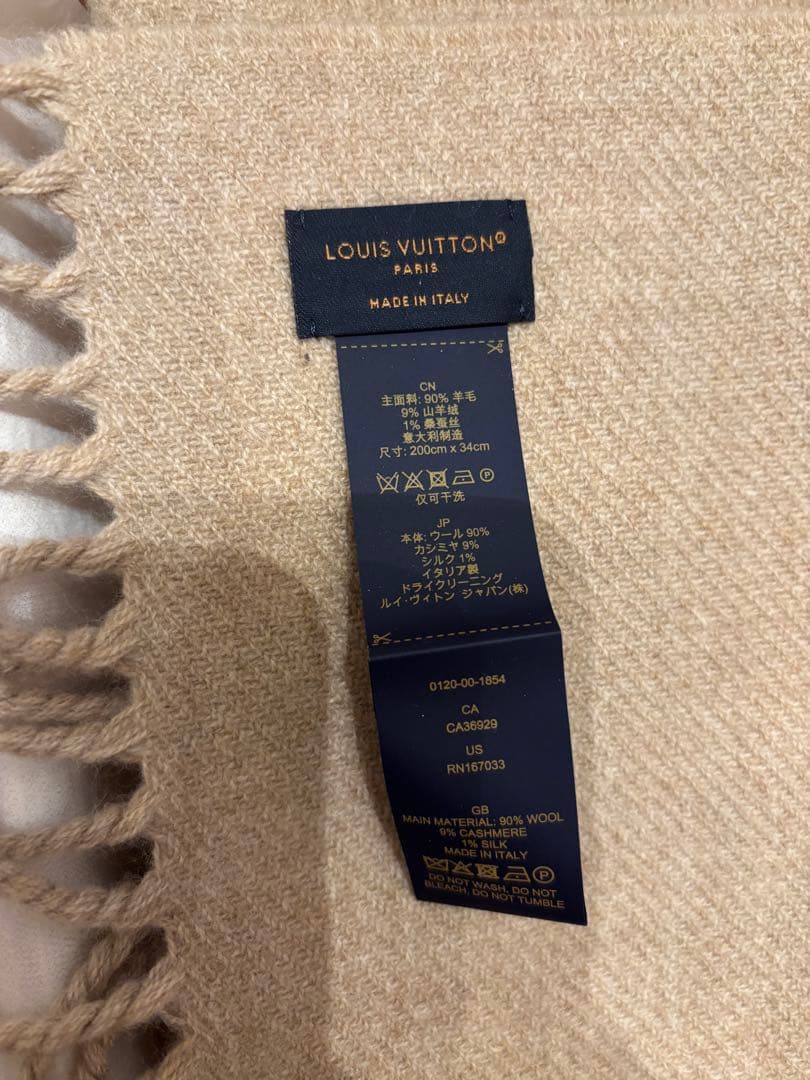 LOUIS VUITTON®
PARIS
MADE IN ITALY
CN
主面料: 90% 羊毛
9% 山羊绒
1% 桑蚕丝
意大利制造
尺寸: 200cm x 34cm
P
仅可干洗
JP
本体: ウール 90%
カシミヤ 9%
シルク 1%
イタリア製
ドライクリーニング
ルイ･ヴィトン ジャパン(株)
0120-00-1854
CA
CA36929
US
RN167033
GB
MAIN MATERIAL: 90% WOOL
9% CASHMERE
1% SILK
MADE IN ITALY
P
DO NOT WASH, DO NOT
BLEACH, DO NOT TUMBLE